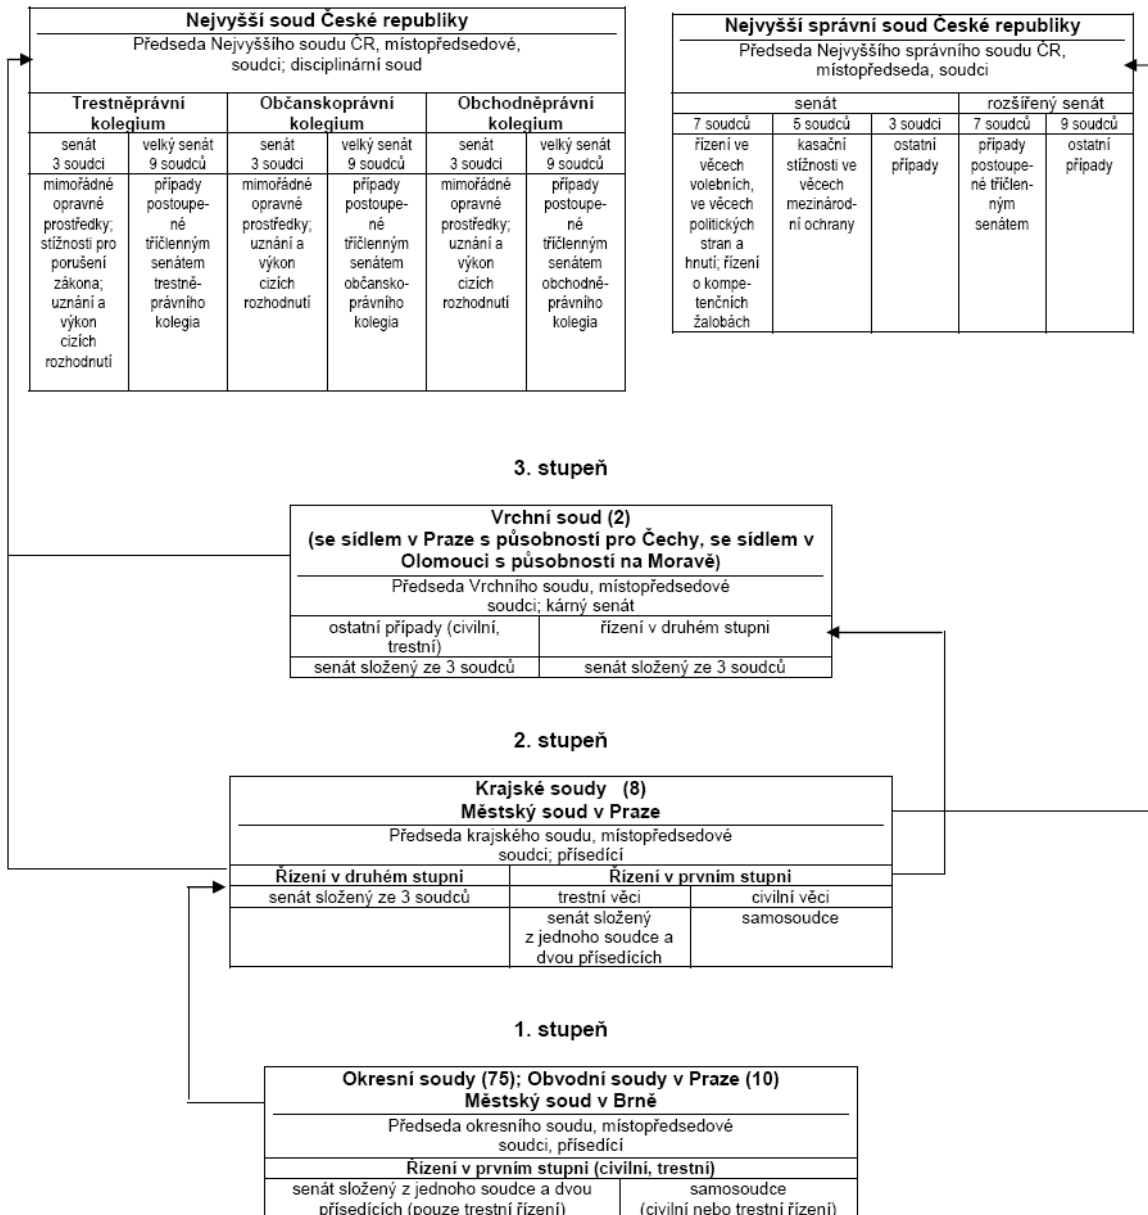 Nejvyšší soud České republiky
Předseda Nejvyššího soudu ČR, místopředsedové,
soudci; disciplinární soud
Trestněprávní
kolegium
Občanskoprávní
kolegium
Obchodněprávní
kolegium
senát
3 soudci
velký senát
9 soudců
senát
3 soudci
velký senát
9 soudců
senát
3 soudci
velký senát
9 soudců
mimořádné
opravné
prostředky;
stížnosti pro
porušení
zákona;
uznání a
výkon
cizích
rozhodnutí
případy
postoupe-
né
tříčlenným
senátem
trestně-
právního
kolegia
mimořádné
opravné
prostředky;
uznání a
výkon
cizích
rozhodnutí
případy
postoupe-
né
tříčlenným
senátem
občansko-
právního
kolegia
mimořádné
opravné
prostředky;
uznání a
výkon
cizích
rozhodnutí
případy
postoupe-
né
tříčlenným
senátem
obchodně-
právního
kolegia
Nejvyšší správní soud České republiky
Předseda Nejvyššího správního soudu ČR,
místopředseda, soudci
senát
rozšířený senát
7 soudců
5 soudců
3 soudci
7 soudců
9 soudců
řízení ve
věcech
volebních,
ve věcech
politických
stran a
hnutí; řízení
o kompe-
tenčních
žalobách
kasační
stížnosti ve
věcech
mezinárod-
ní ochrany
ostatní
případy
případy
postoupe-
né tříčlen-
ným
senátem
ostatní
případy
3. stupeň
Vrchní soud (2)
(se sídlem v Praze s působností pro Čechy, se sídlem v
Olomouci s působností na Moravě)
Předseda Vrchního soudu, místopředsedové
soudci; kárný senát
ostatní případy (civilní,
trestní)
řízení v druhém stupni
senát složený ze 3 soudců
senát složený ze 3 soudců
2. stupeň
Krajské soudy (8)
Městský soud v Praze
Předseda krajského soudu, místopředsedové
soudci; přísedící
Řízení v druhém stupni
Řízení v prvním stupni
senát složený ze 3 soudců
trestní věci
civilní věci
senát složený
z jednoho soudce a
dvou přísedících
samosoudce
1. stupeň
Okresní soudy (75); Obvodní soudy v Praze (10)
Městský soud v Brně
Předseda okresního soudu, místopředsedové
soudci, přísedící
Řízení v prvním stupni (civilní, trestní)
senát složený z jednoho soudce a dvou
přísedících (pouze trestní řízení)
samosoudce
(civilní nebo trestní řízení)